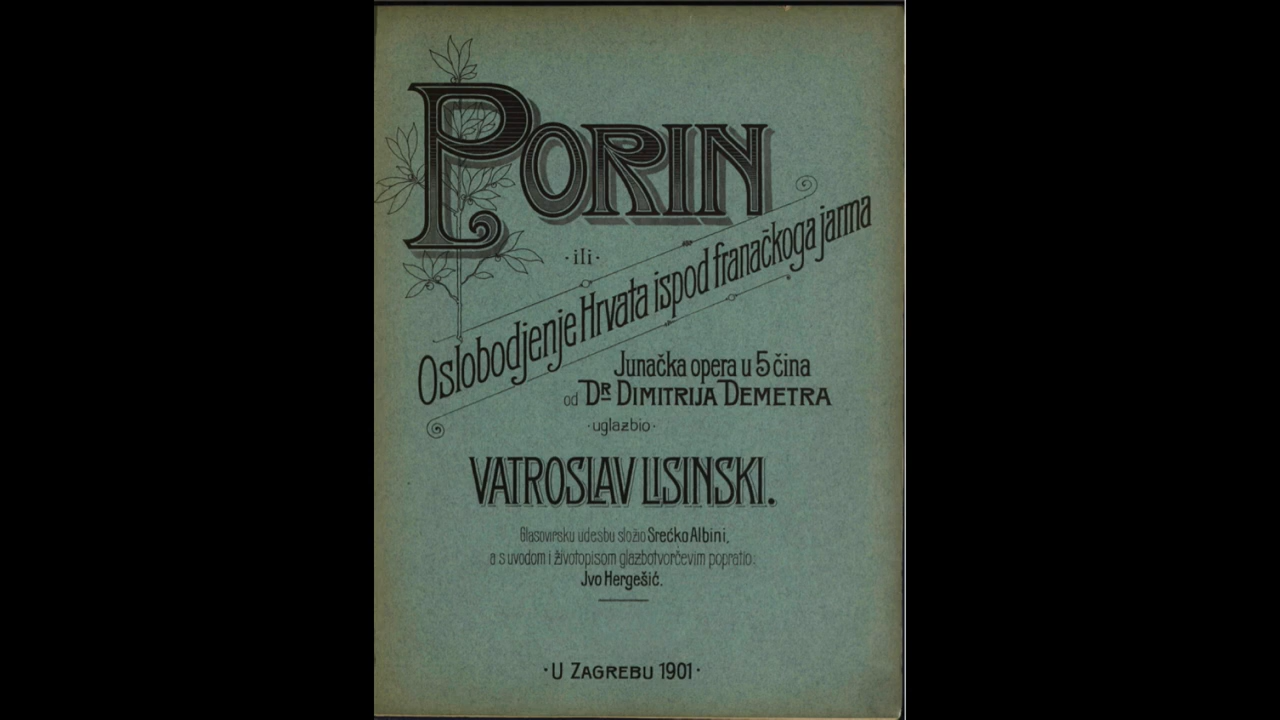 PORIN
·ili·
Oslobodjenje Hrvata ispod franačkoga jarma
Junačka opera u 5 čina
od DR DIMITRIJA DEMETRA
·uglazbio·
VATROSLAV LISINSKI.
Glasovirsku udesbu složio Srećko Albini,
a s uvodom i životopisom glazbotvorčevim popratio:
Jvo Hergešić.
·U ZAGREBU 1901·